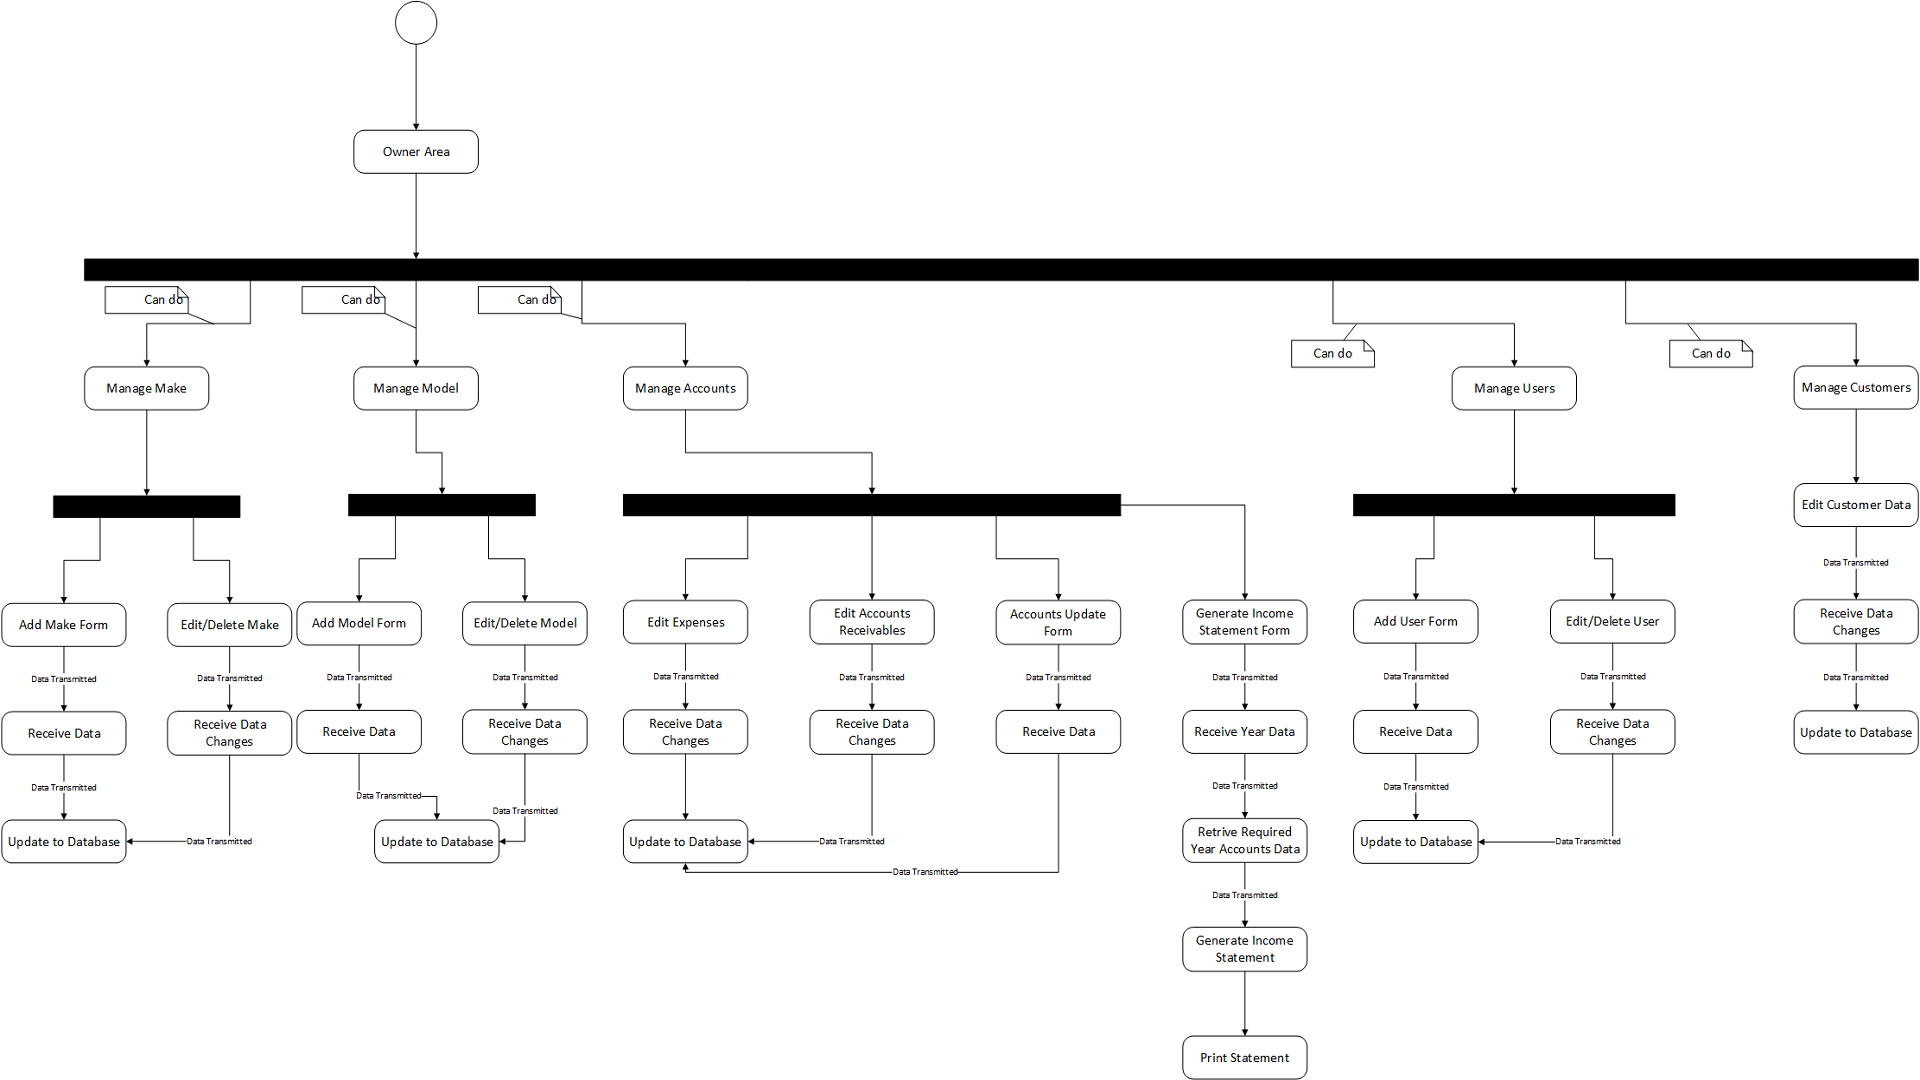 Owner Area
Can do
Can do
Can do
Can do
Can do
Manage Make
Manage Model
Manage Accounts
Manage Users
Manage Customers
Edit Customer Data
Data Transmitted
Add Make Form
Edit/Delete Make
Add Model Form
Edit/Delete Model
Edit Expenses
Edit Accounts
Receivables
Accounts Update
Form
Generate Income
Statement Form
Add User Form
Edit/Delete User
Receive Data
Changes
Data Transmitted
Data Transmitted
Data Transmitted
Data Transmitted
Data Transmitted
Data Transmitted
Data Transmitted
Data Transmitted
Data Transmitted
Data Transmitted
Data Transmitted
Receive Data
Receive Data
Changes
Receive Data
Receive Data
Changes
Receive Data
Changes
Receive Data
Changes
Receive Data
Receive Year Data
Receive Data
Receive Data
Changes
Update to Database
Data Transmitted
Data Transmitted
Data Transmitted
Data Transmitted
Data Transmitted
Update to Database
Data Transmitted
Update to Database
Update to Database
Data Transmitted
Retrive Required
Year Accounts Data
Update to Database
Data Transmitted
Data Transmitted
Data Transmitted
Generate Income
Statement
Print Statement